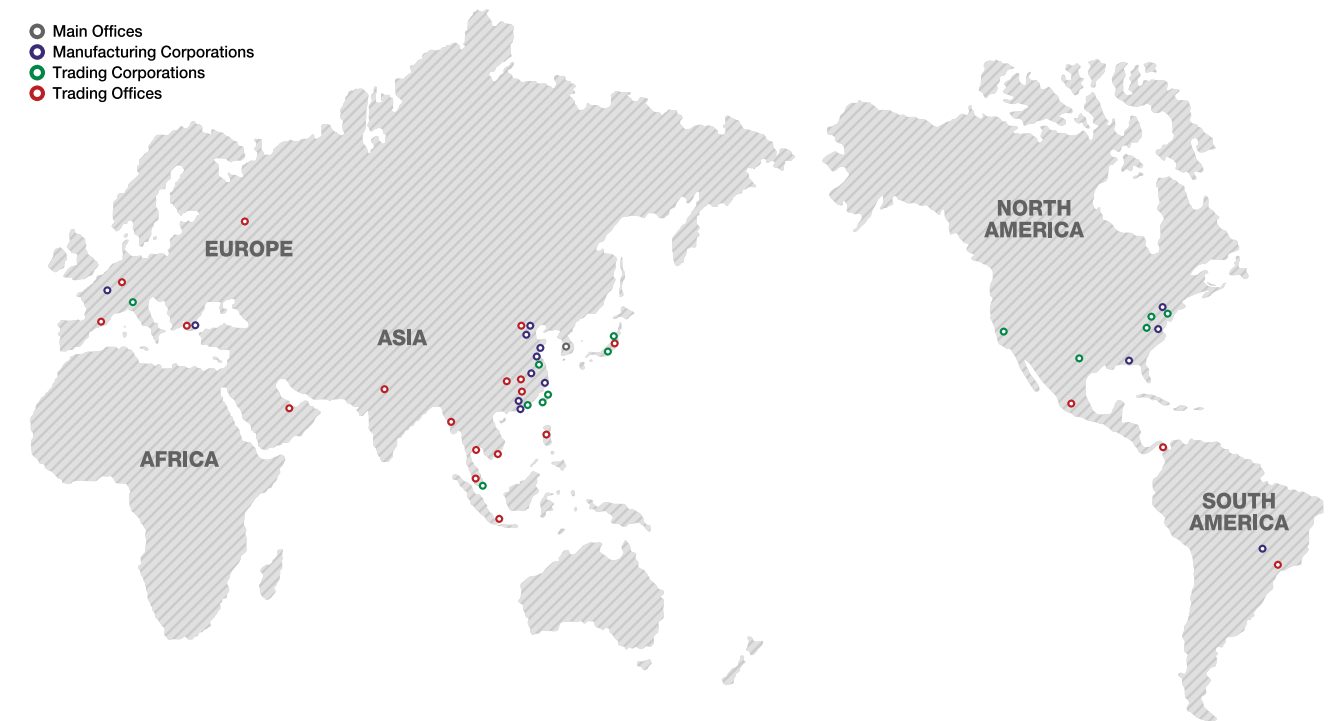 Main Offices
Manufacturing Corporations
Trading Corporations
Trading Offices
NORTH
AMERICA
EUROPE
ASIA
AFRICA
SOUTH
AMERICA